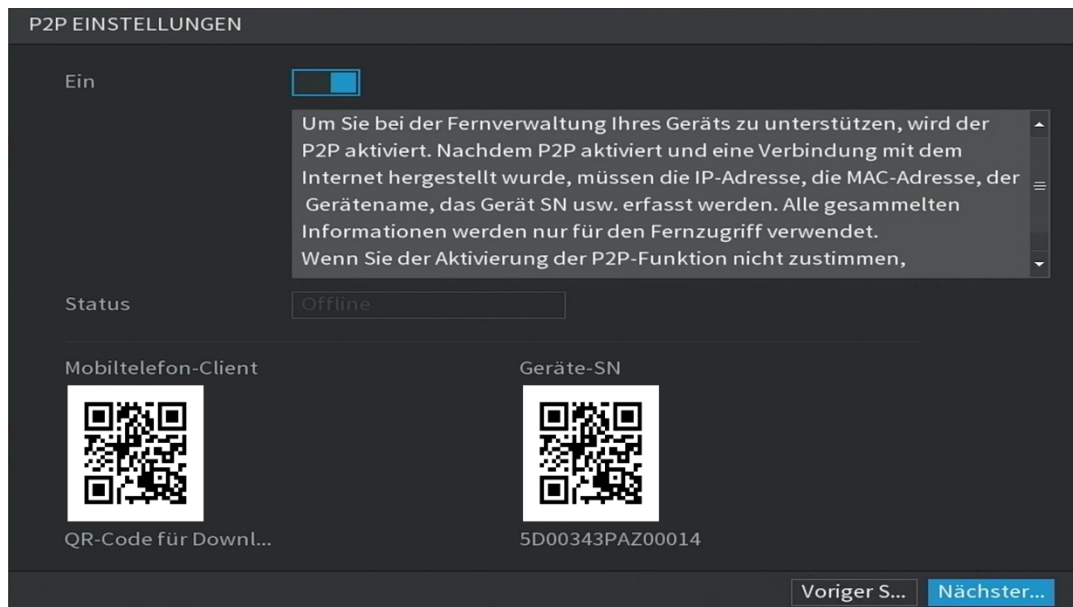 P2P EINSTELLUNGEN
Ein
Um Sie bei der Fernverwaltung Ihres Geräts zu unterstützen, wird der
P2P aktiviert. Nachdem P2P aktiviert und eine Verbindung mit dem
Internet hergestellt wurde, müssen die IP-Adresse, die MAC-Adresse, der
Gerätename, das Gerät SN usw. erfasst werden. Alle gesammelten
Informationen werden nur für den Fernzugriff verwendet.
Wenn Sie der Aktivierung der P2P-Funktion nicht zustimmen,
Status
Offline
Mobiltelefon-Client
Geräte-SN
QR-Code für Downl...
5D00343PAZ00014
Voriger S...
Nächster...